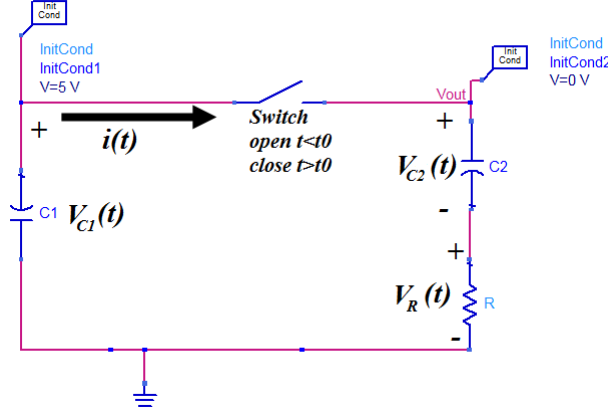 Init
Cond
InitCond
InitCond1
V=5 V
Init
Cond
InitCond
InitCond2
V=0 V
Vout
+
i(t)
Switch
open t<t0
close t>t0
+
VC2(t)
C2
-
C1
VC1(t)
+
VR(t)
R
-